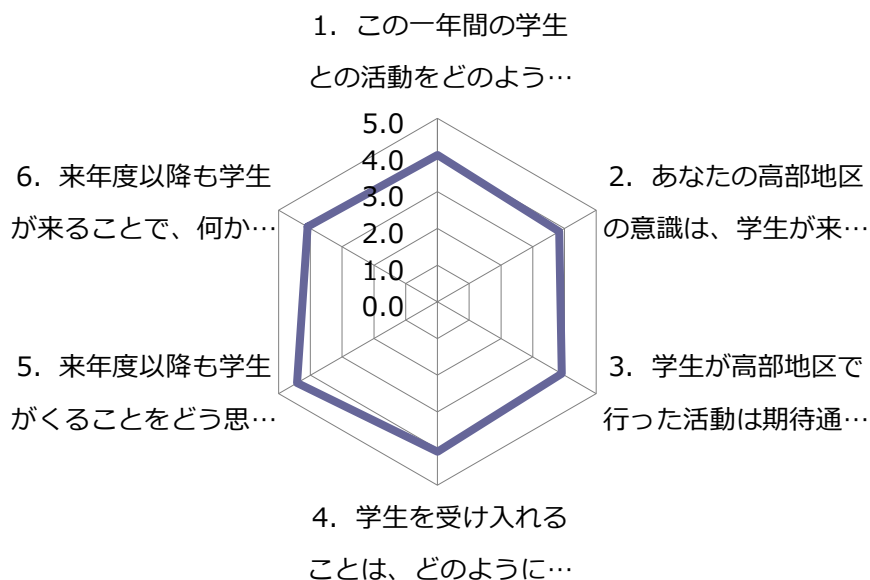 1. この一年間の学生
との活動をどのよう…
5.0
4.0
3.0
2.0
1.0
0.0
2. あなたの高部地区
の意識は、学生が来…
3. 学生が高部地区で
行った活動は期待通…
4. 学生を受け入れる
ことは、どのように…
5. 来年度以降も学生
がくることをどう思…
6. 来年度以降も学生
が来ることで、何か…